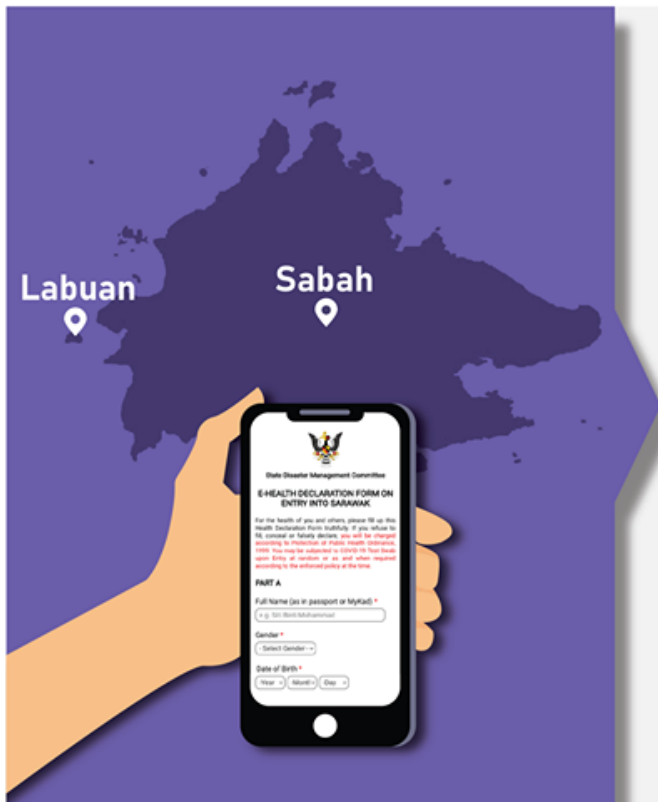 Labuan
Sabah
State Disaster Management Committee
E-HEALTH DECLARATION FORM ON
ENTRY INTO SARAWAK
For the health of you and others, please fill up this
Health Declaration Form truthfully. If you refuse to
fill, conceal or falsely declare, you will be charged
according to Protection of Public Health Ordinance,
1999. You may be subjected to COVID-19 Test Swab
upon Entry at random or as and when required
according to the enforced policy at the time.
PART A
Full Name (as in passport or MyKad) *
e.g. Siti Binti Mohammad
Gender *
- Select Gender -
Date of Birth *
Year Month Day